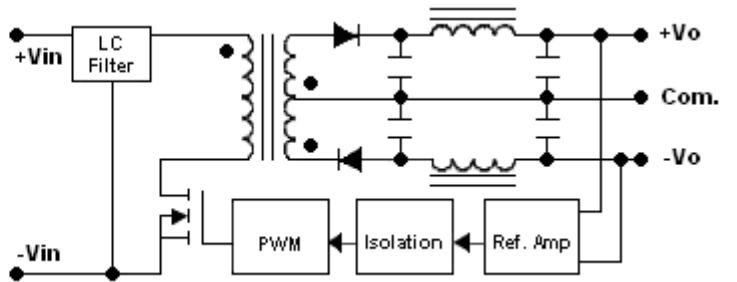 +Vin
LC
Filter
+Vo
Com.
-Vo
-Vin
PWM
Isolation
Ref. Amp